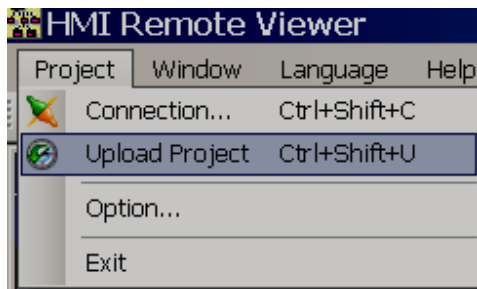 HMI Remote Viewer
Project Window Language Help
Connection... Ctrl+Shift+C
Upload Project Ctrl+Shift+U
Option...
Exit